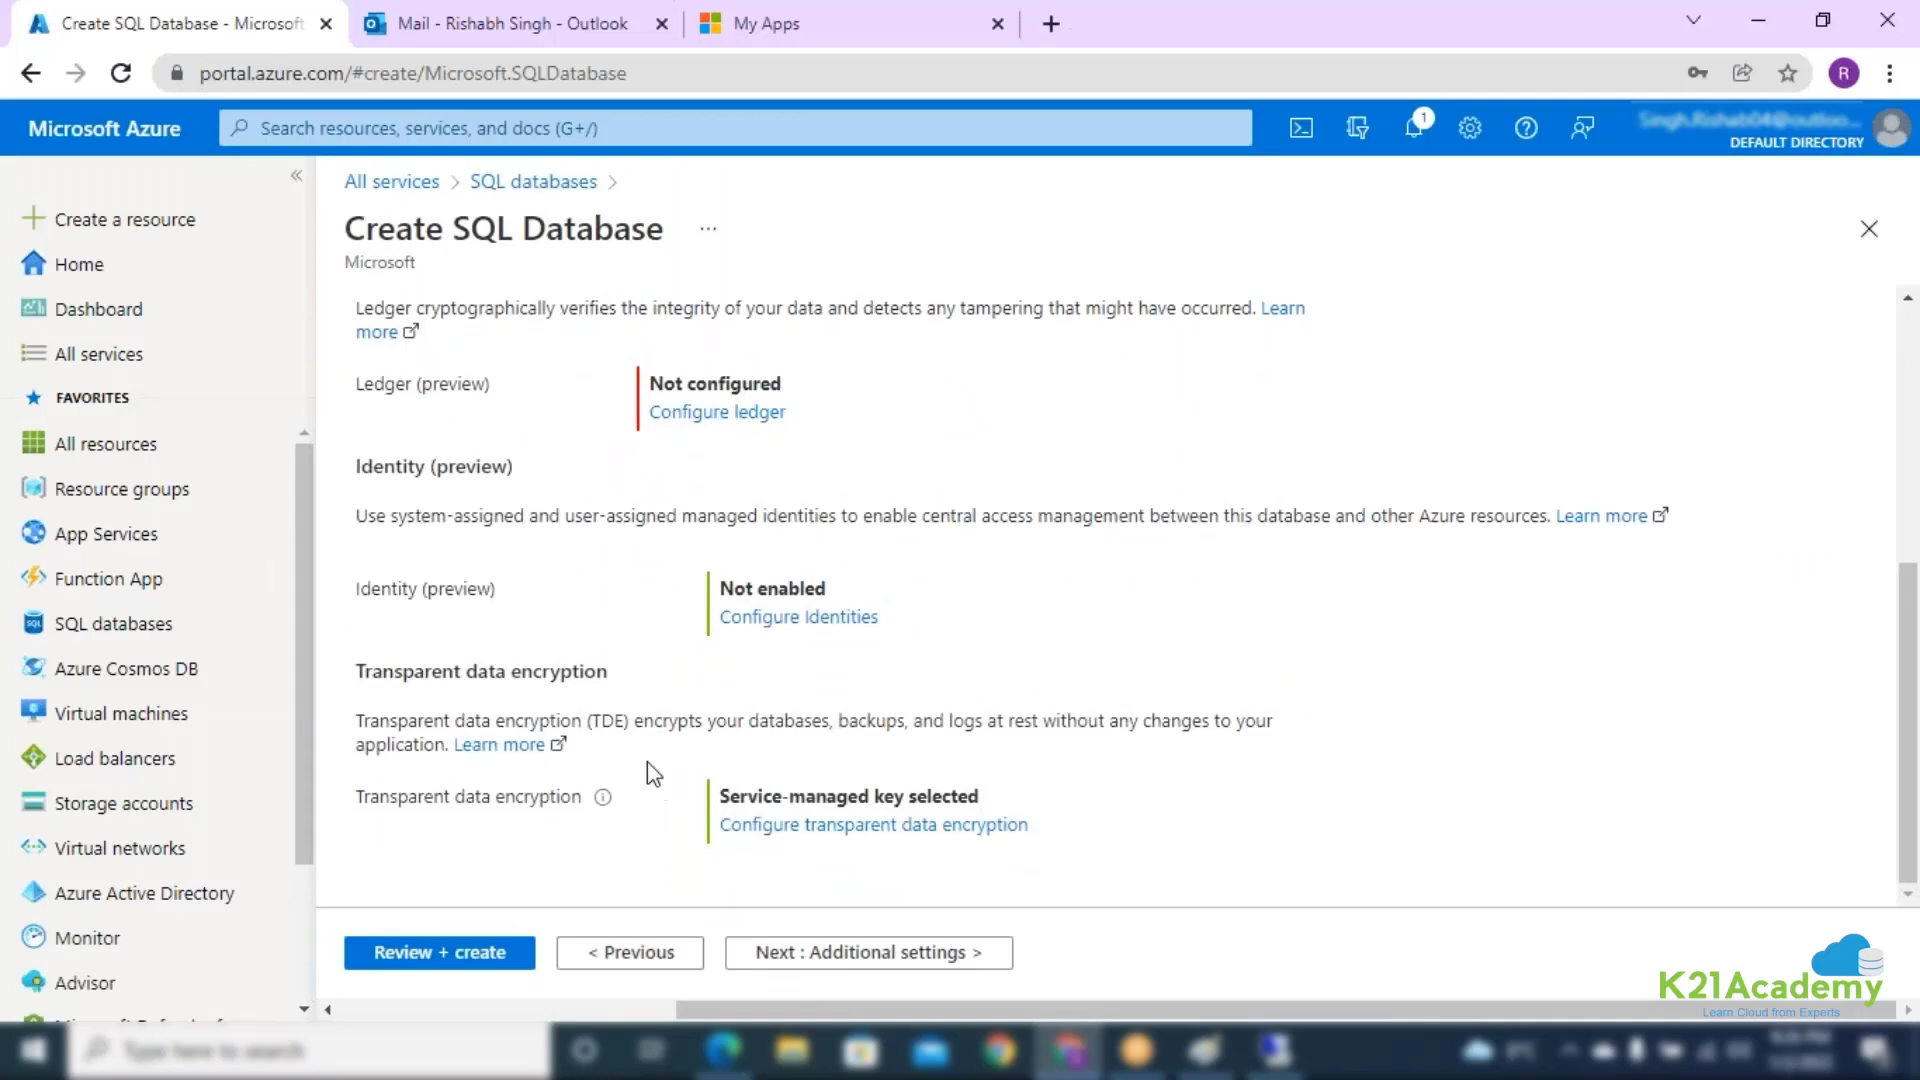 Create SQL Database - Microsoft
Mail - Rishabh Singh - Outlook
My Apps
portal.azure.com/#create/Microsoft.SQLDatabase
R
Microsoft Azure
Search resources, services, and docs (G+/)
1
DEFAULT DIRECTORY
All services > SQL databases >
Create SQL Database ...
Microsoft
Create a resource
Home
Dashboard
All services
FAVORITES
All resources
Resource groups
App Services
Function App
SQL databases
Azure Cosmos DB
Virtual machines
Load balancers
Storage accounts
Virtual networks
Azure Active Directory
Monitor
Advisor
Ledger cryptographically verifies the integrity of your data and detects any tampering that might have occurred. Learn
more
Ledger (preview)
Not configured
Configure ledger
Identity (preview)
Use system-assigned and user-assigned managed identities to enable central access management between this database and other Azure resources. Learn more
Identity (preview)
Not enabled
Configure Identities
Transparent data encryption
Transparent data encryption (TDE) encrypts your databases, backups, and logs at rest without any changes to your
application. Learn more
Transparent data encryption
Service-managed key selected
Configure transparent data encryption
Review + create
< Previous
Next : Additional settings >
K21Academy
Learn Cloud from Experts
Type here to search